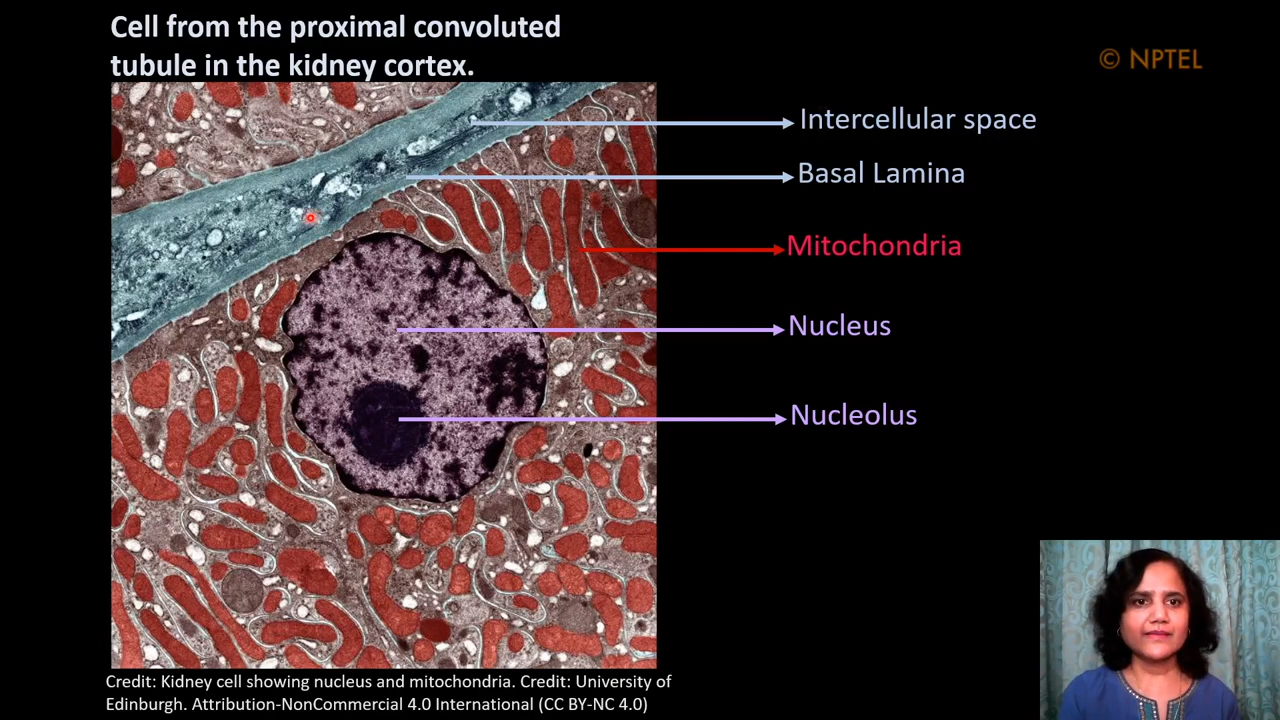 Cell from the proximal convoluted
tubule in the kidney cortex.
© NPTEL
Intercellular space
Basal Lamina
Mitochondria
Nucleus
Nucleolus
Credit: Kidney cell showing nucleus and mitochondria. Credit: University of
Edinburgh. Attribution-NonCommercial 4.0 International (CC BY-NC 4.0)